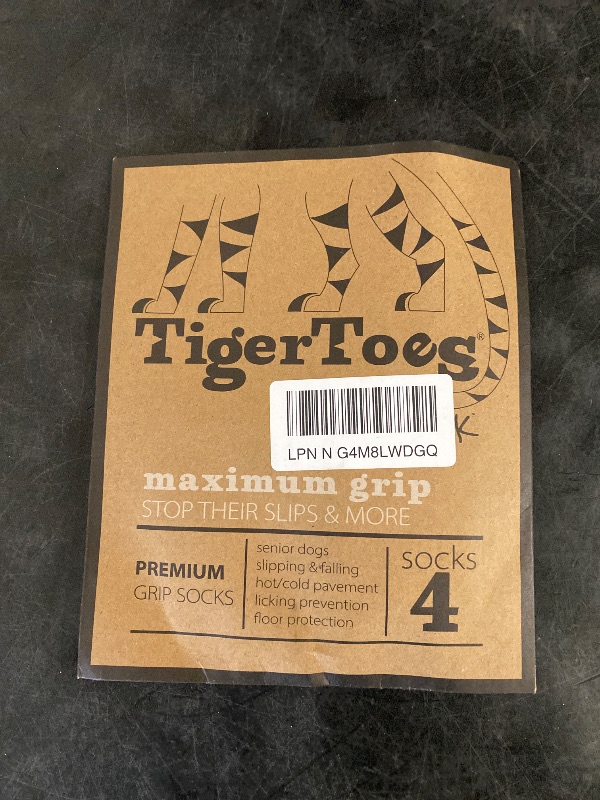 TigerToes®
LPN N G4M8LWDGQ
maximum grip
STOP THEIR SLIPS & MORE
PREMIUM
GRIP SOCKS
senior dogs
slipping & falling
hot/cold pavement
licking prevention
floor protection
SOCKS
4